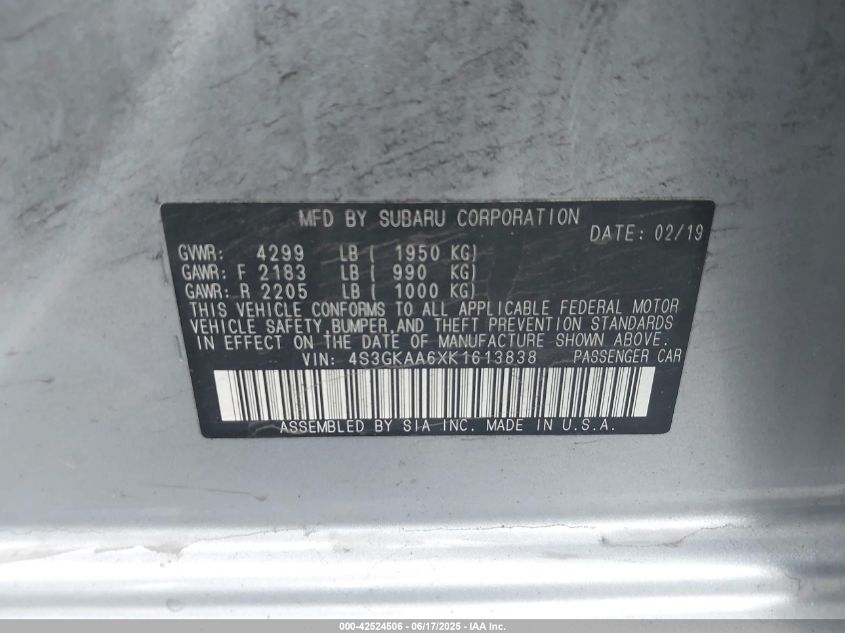 MFD BY SUBARU CORPORATION
DATE: 02/19
GVWR: 4299 LB ( 1950 KG)
GAWR: F 2183 LB ( 990 KG)
GAWR: R 2205 LB ( 1000 KG)
THIS VEHICLE CONFORMS TO ALL APPLICABLE FEDERAL MOTOR
VEHICLE SAFETY,BUMPER,AND THEFT PREVENTION STANDARDS
IN EFFECT ON THE DATE OF MANUFACTURE SHOWN ABOVE.
VIN: 4S3GKAA6XK1613838 PASSENGER CAR
ASSEMBLED BY SIA INC. MADE IN U.S.A.
000-42524506 - 06/17/2025 - IAA Inc.